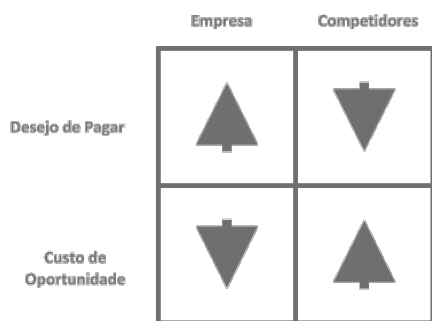 Empresa Competidores
Desejo de Pagar
Custo de
Oportunidade